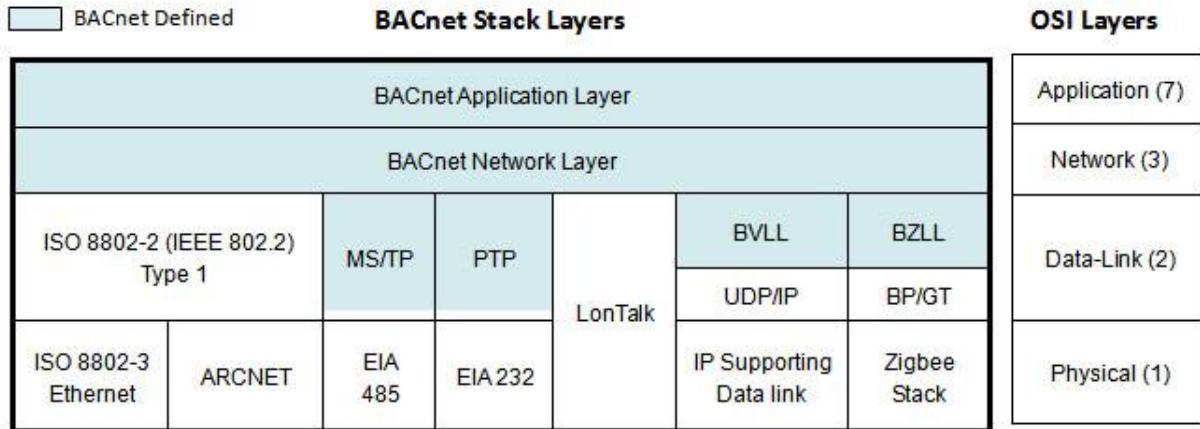 BACnet Defined
BACnet Stack Layers
OSI Layers
BACnet Application Layer
Application (7)
BACnet Network Layer
Network (3)
ISO 8802-2 (IEEE 802.2)
Type 1
MS/TP
PTP
LonTalk
BVLL
BZLL
UDP/IP
BP/GT
Data-Link (2)
ISO 8802-3
Ethernet
ARCNET
EIA
485
EIA 232
IP Supporting
Data link
Zigbee
Stack
Physical (1)